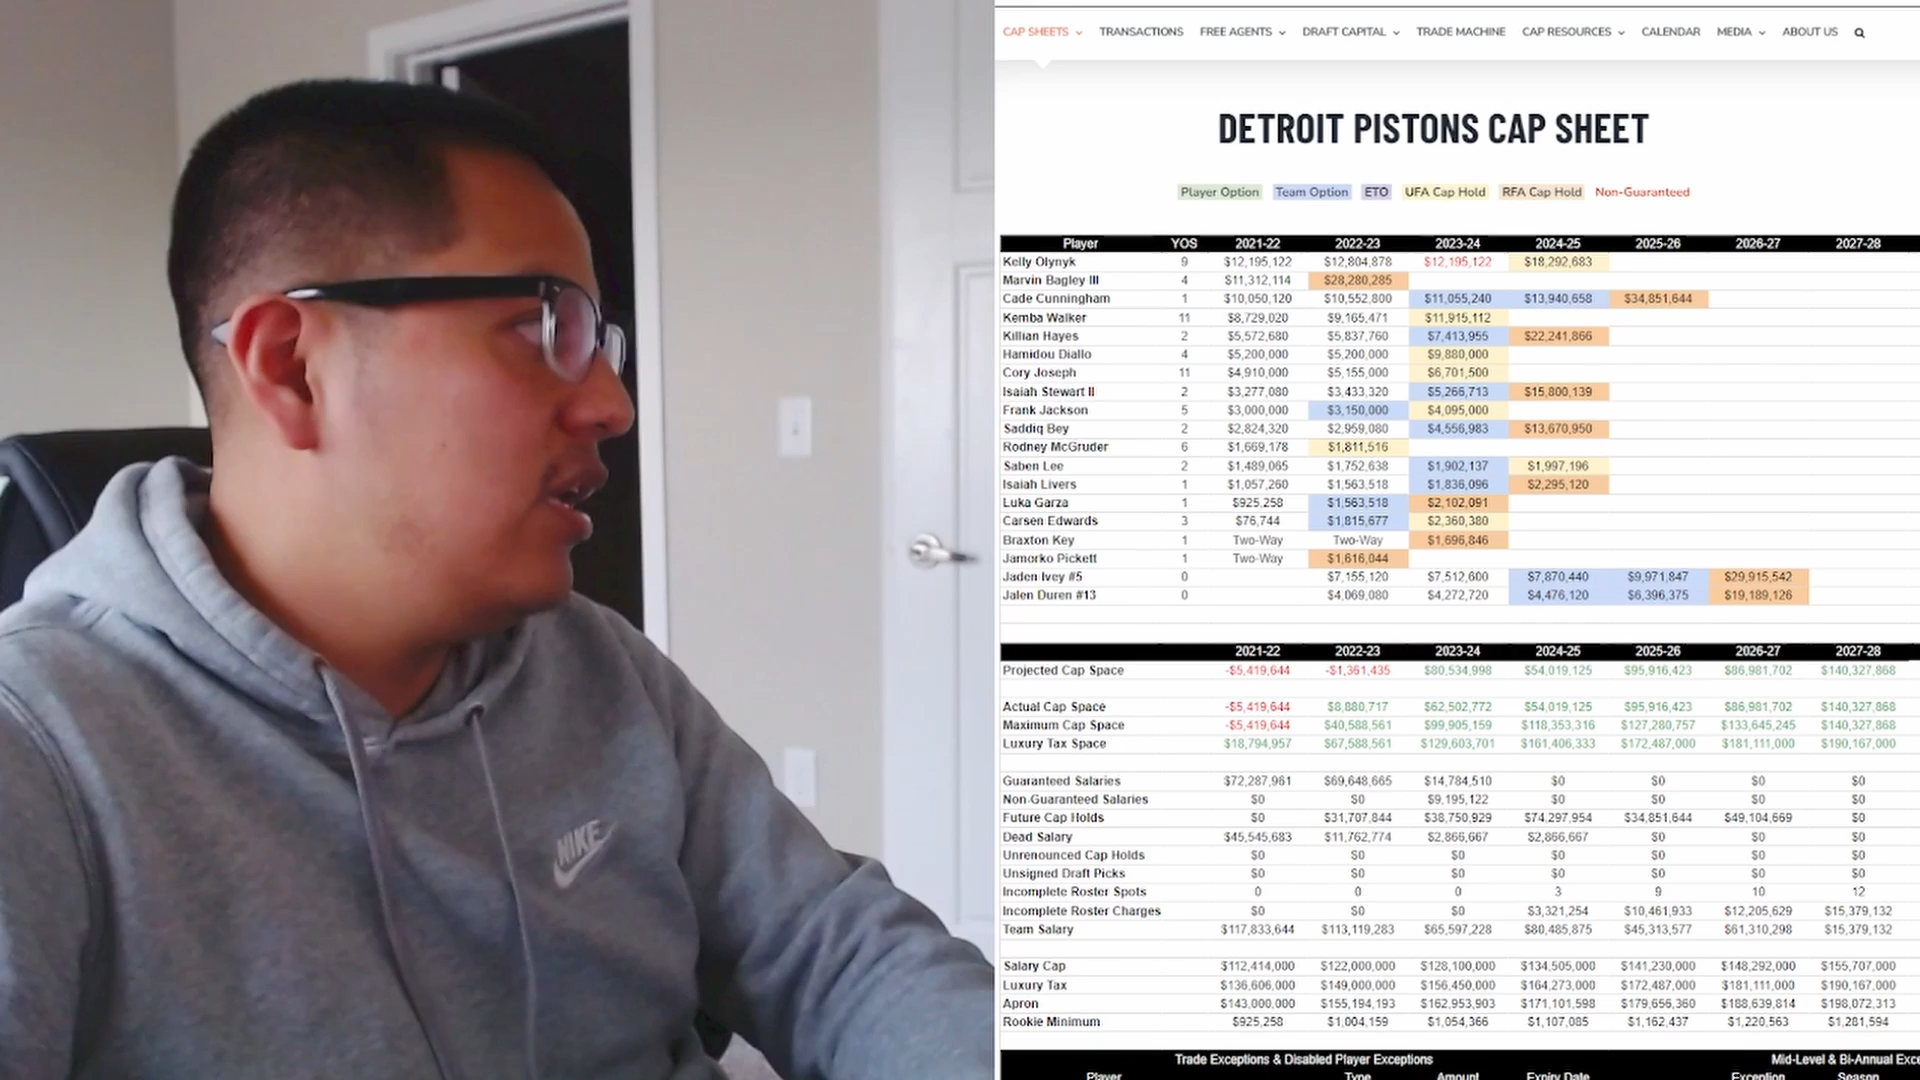 CAP SHEETS TRANSACTIONS FREE AGENTS DRAFT CAPITAL TRADE MACHINE CAP RESOURCES CALENDAR MEDIA ABOUT US
DETROIT PISTONS CAP SHEET
Player Option Team Option ETO UFA Cap Hold RFA Cap Hold Non-Guaranteed
Player YOS 2021-22 2022-23 2023-24 2024-25 2025-26 2026-27 2027-28
Kelly Olynyk 9 $12,195,122 $12,804,878 $12,195,122 $18,292,683
Marvin Bagley III 4 $11,312,114 $28,280,285
Cade Cunningham 1 $10,050,120 $10,552,800 $11,055,240 $13,940,658 $34,851,644
Kemba Walker 11 $8,729,020 $9,165,471 $11,915,112
Killian Hayes 2 $5,572,680 $5,837,760 $7,413,955 $22,241,866
Hamidou Diallo 4 $5,200,000 $5,200,000 $9,880,000
Cory Joseph 11 $4,910,000 $5,155,000 $6,701,500
Isaiah Stewart II 2 $3,277,080 $3,433,320 $5,266,713 $15,800,139
Frank Jackson 5 $3,000,000 $3,150,000 $4,095,000
Saddiq Bey 2 $2,824,320 $2,959,080 $4,556,983 $13,670,950
Rodney McGruder 6 $1,669,178 $1,811,516
Saben Lee 2 $1,489,065 $1,752,638 $1,902,137 $1,997,196
Isaiah Livers 1 $1,057,260 $1,563,518 $1,836,096 $2,295,120
Luka Garza 1 $925,258 $1,563,518 $2,102,091
Carsen Edwards 3 $76,744 $1,815,677 $2,360,380
Braxton Key 1 Two-Way Two-Way $1,696,846
Jamorko Pickett 1 Two-Way $1,616,044
Jaden Ivey #5 0 $7,155,120 $7,512,600 $7,870,440 $9,971,847 $29,915,542
Jalen Duren #13 0 $4,069,080 $4,272,720 $4,476,120 $6,396,375 $19,189,126
2021-22 2022-23 2023-24 2024-25 2025-26 2026-27 2027-28
Projected Cap Space -$5,419,644 -$1,361,435 $80,534,998 $54,019,125 $95,916,423 $86,981,702 $140,327,868
Actual Cap Space -$5,419,644 $8,880,717 $62,502,772 $54,019,125 $95,916,423 $86,981,702 $140,327,868
Maximum Cap Space -$5,419,644 $40,588,561 $99,905,159 $118,353,316 $127,280,757 $133,645,245 $140,327,868
Luxury Tax Space $18,794,957 $67,588,561 $129,603,701 $161,406,333 $172,487,000 $181,111,000 $190,167,000
Guaranteed Salaries $72,287,961 $69,648,665 $14,784,510 $0 $0 $0 $0
Non-Guaranteed Salaries $0 $0 $9,195,122 $0 $0 $0 $0
Future Cap Holds $0 $31,707,844 $38,750,929 $74,297,954 $34,851,644 $49,104,669 $0
Dead Salary $45,545,683 $11,762,774 $2,866,667 $2,866,667 $0 $0 $0
Unrenounced Cap Holds $0 $0 $0 $0 $0 $0 $0
Unsigned Draft Picks $0 $0 $0 $0 $0 $0 $0
Incomplete Roster Spots 0 0 0 3 9 10 12
Incomplete Roster Charges $0 $0 $0 $3,321,254 $10,461,933 $12,205,629 $15,379,132
Team Salary $117,833,644 $113,119,283 $65,597,228 $80,485,875 $45,313,577 $61,310,298 $15,379,132
Salary Cap $112,414,000 $122,000,000 $128,100,000 $134,505,000 $141,230,000 $148,292,000 $155,707,000
Luxury Tax $136,606,000 $149,000,000 $156,450,000 $164,273,000 $172,487,000 $181,111,000 $190,167,000
Apron $143,000,000 $155,194,193 $162,953,903 $171,101,598 $179,656,360 $188,639,814 $198,072,313
Rookie Minimum $925,258 $1,004,159 $1,054,366 $1,107,085 $1,162,437 $1,220,563 $1,281,594
Trade Exceptions & Disabled Player Exceptions Mid-Level & Bi-Annual Exce
Player Type Amount Expiry Date Exception Season
NIKE